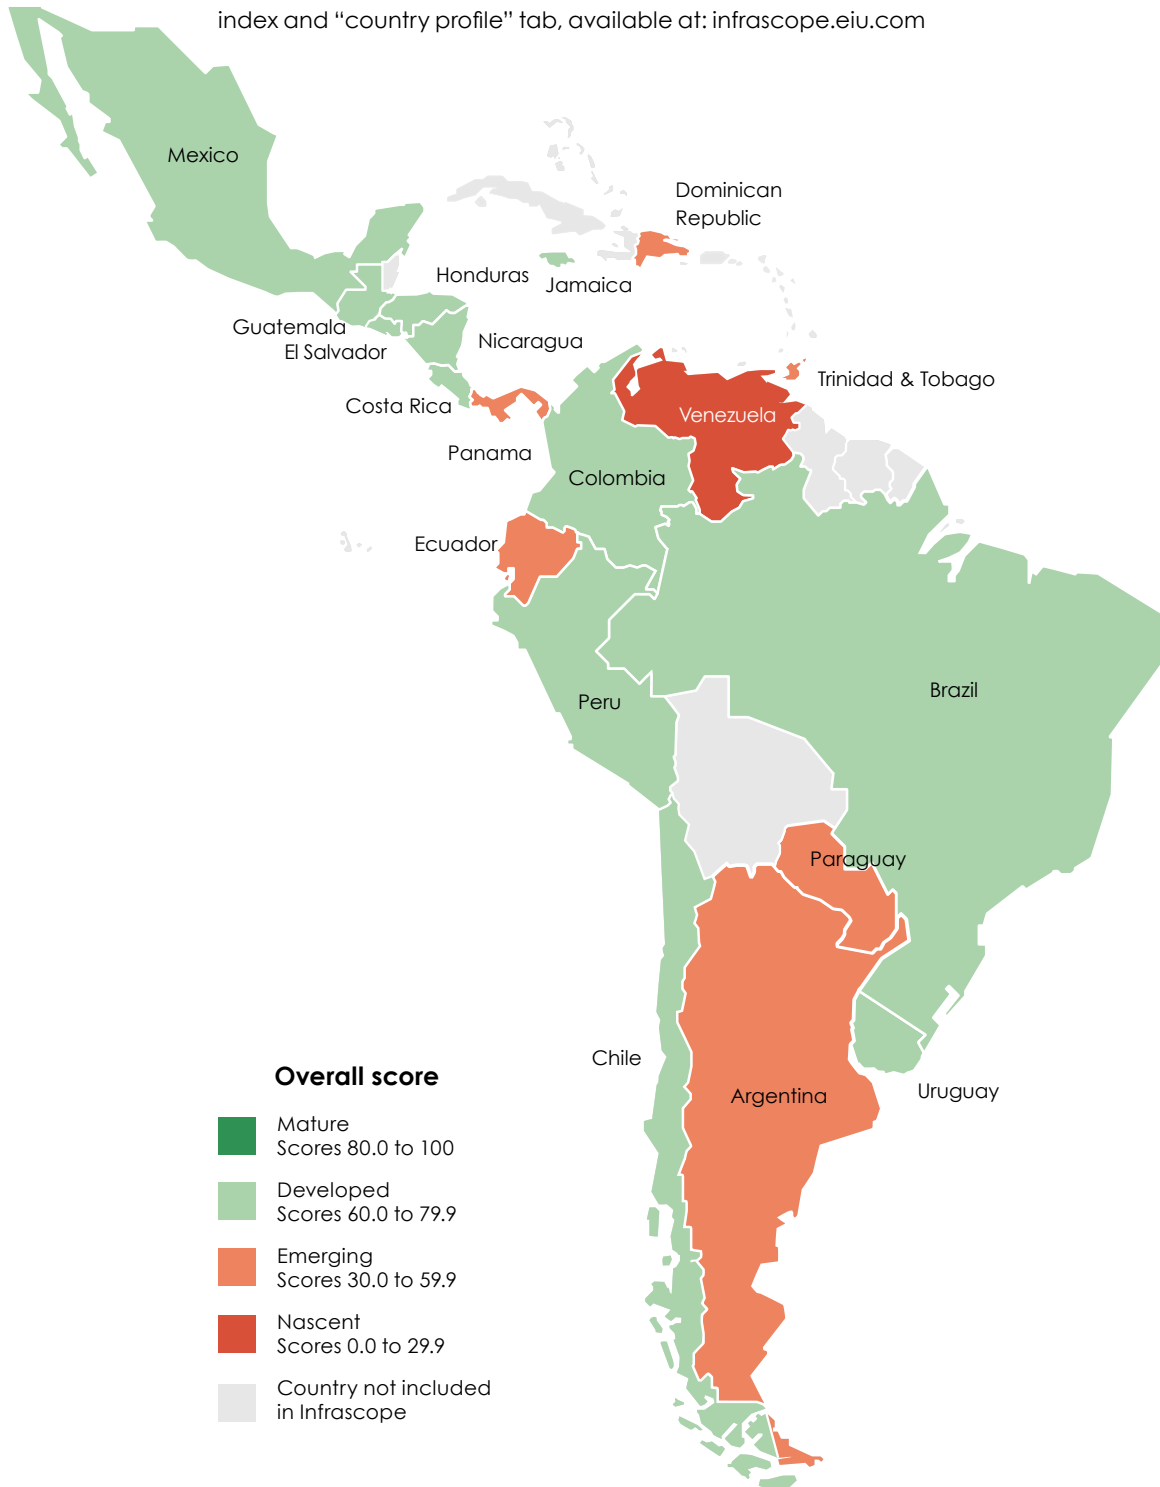 index and “country profile” tab, available at: infrascope.eiu.com
Mexico
Dominican
Republic
Honduras
Jamaica
Guatemala
El Salvador
Nicaragua
Trinidad & Tobago
Costa Rica
Venezuela
Panama
Colombia
Ecuador
Brazil
Peru
Paraguay
Chile
Argentina
Uruguay
Overall score
Mature
Scores 80.0 to 100
Developed
Scores 60.0 to 79.9
Emerging
Scores 30.0 to 59.9
Nascent
Scores 0.0 to 29.9
Country not included
in Infrascope